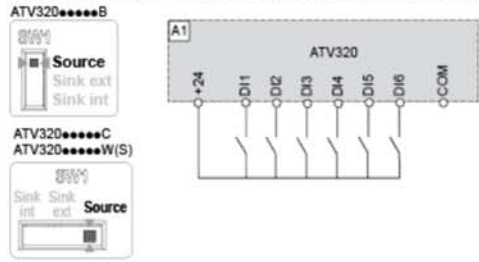 ATV320●●●●●B
SW1
Source
Sink ext
Sink int
ATV320●●●●●C
ATV320●●●●●W(S)
SW1
Sink int
Sink ext
Source
A1
ATV320
+24
DI1
DI2
DI3
DI4
DI5
DI6
COM